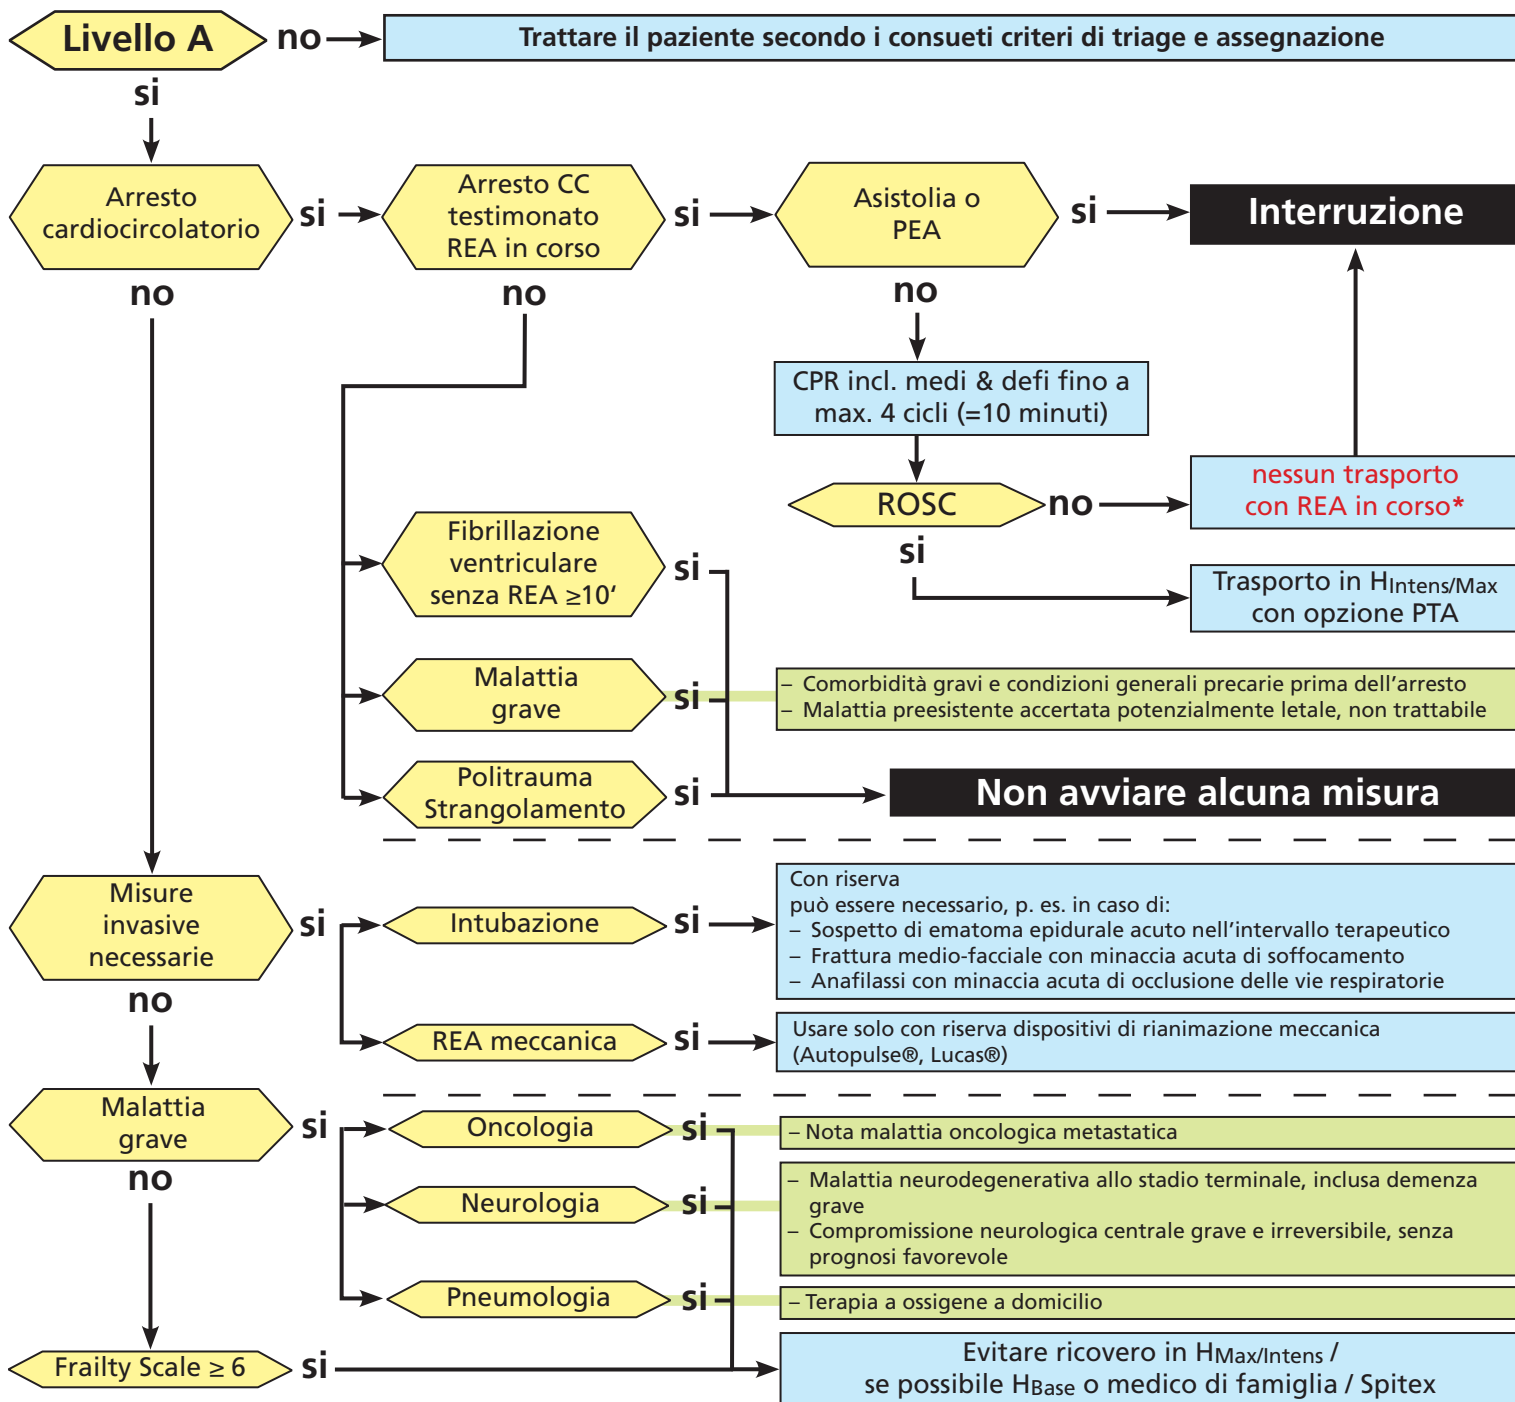 Livello A
no
Trattare il paziente secondo i consueti criteri di triage e assegnazione
si
Arresto
cardiocircolatorio
si
Arresto CC
testimonato
REA in corso
si
Asistolia o
PEA
si
Interruzione
no
no
no
CPR incl. medi & defi fino a
max. 4 cicli (=10 minuti)
ROSC
no
nessun trasporto
con REA in corso*
si
Trasporto in HIntens/Max
con opzione PTA
Fibrillazione
ventriculare
senza REA ≥10‘
si
Malattia
grave
si
– Comorbidità gravi e condizioni generali precarie prima dell’arresto
– Malattia preesistente accertata potenzialmente letale, non trattabile
Politrauma
Strangolamento
si
Non avviare alcuna misura
Misure
invasive
necessarie
si
Intubazione
si
Con riserva
può essere necessario, p. es. in caso di:
– Sospetto di ematoma epidurale acuto nell’intervallo terapeutico
– Frattura medio-facciale con minaccia acuta di soffocamento
– Anafilassi con minaccia acuta di occlusione delle vie respiratorie
no
REA meccanica
si
Usare solo con riserva dispositivi di rianimazione meccanica
(Autopulse®, Lucas®)
Malattia
grave
si
Oncologia
si
– Nota malattia oncologica metastatica
no
Neurologia
si
– Malattia neurodegenerativa allo stadio terminale, inclusa demenza
grave
– Compromissione neurologica centrale grave e irreversibile, senza
prognosi favorevole
Pneumologia
si
– Terapia a ossigene a domicilio
Frailty Scale ≥ 6
si
Evitare ricovero in HMax/Intens /
se possibile HBase o medico di famiglia / Spitex